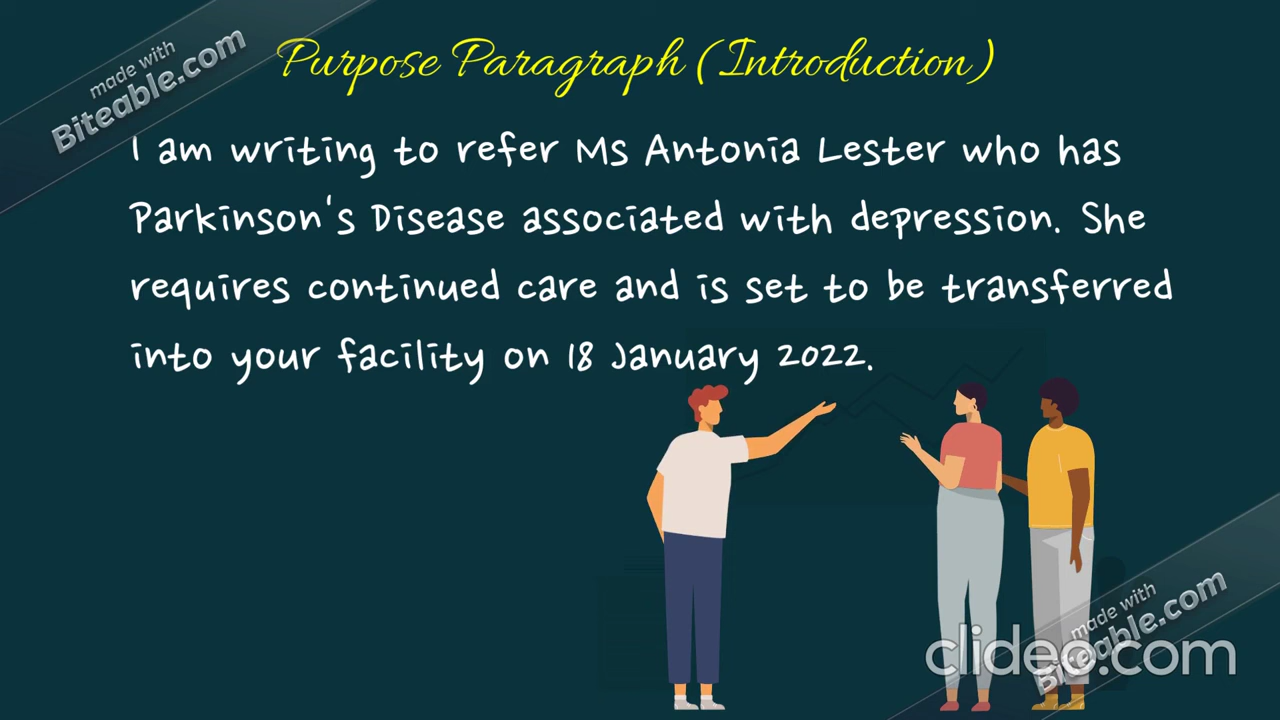 made with
Biteable.com
Purpose Paragraph (Introduction)
I am writing to refer Ms Antonia Lester who has
Parkinson's Disease associated with depression. She
requires continued care and is set to be transferred
into your facility on 18 January 2022.
made with
Biteable.com
clideo.com